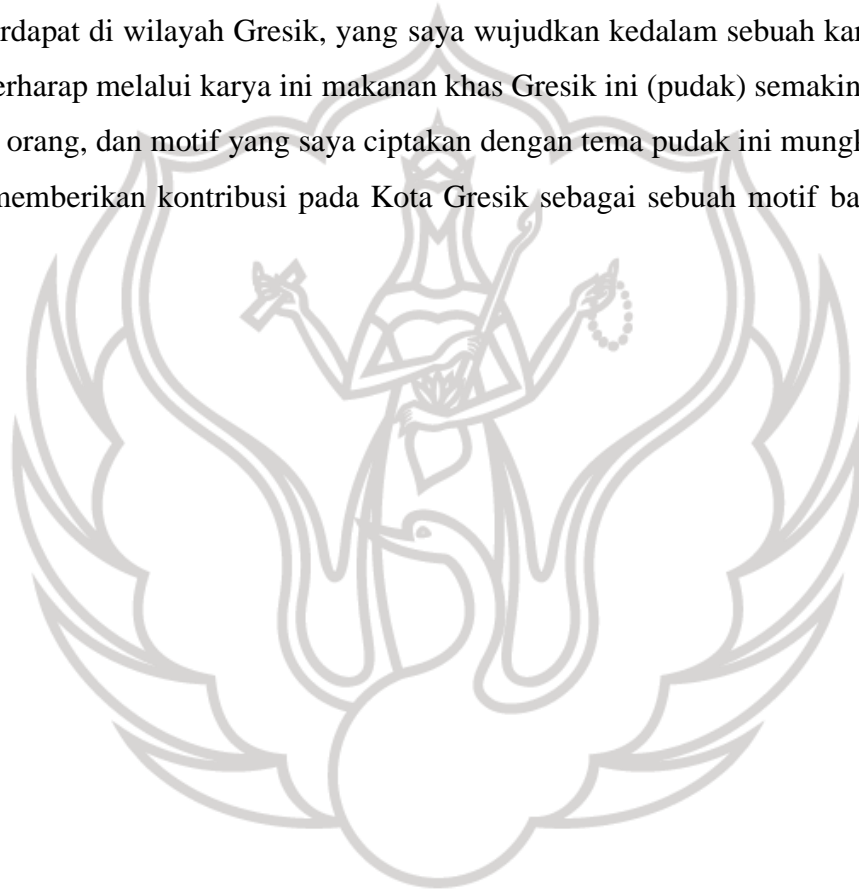 rdapat di wilayah Gresik, yang saya wujudkan kedalam sebuah kar
erharap melalui karya ini makanan khas Gresik ini (pudak) semakin
orang, dan motif yang saya ciptakan dengan tema pudak ini mungk
memberikan kontribusi pada Kota Gresik sebagai sebuah motif ba